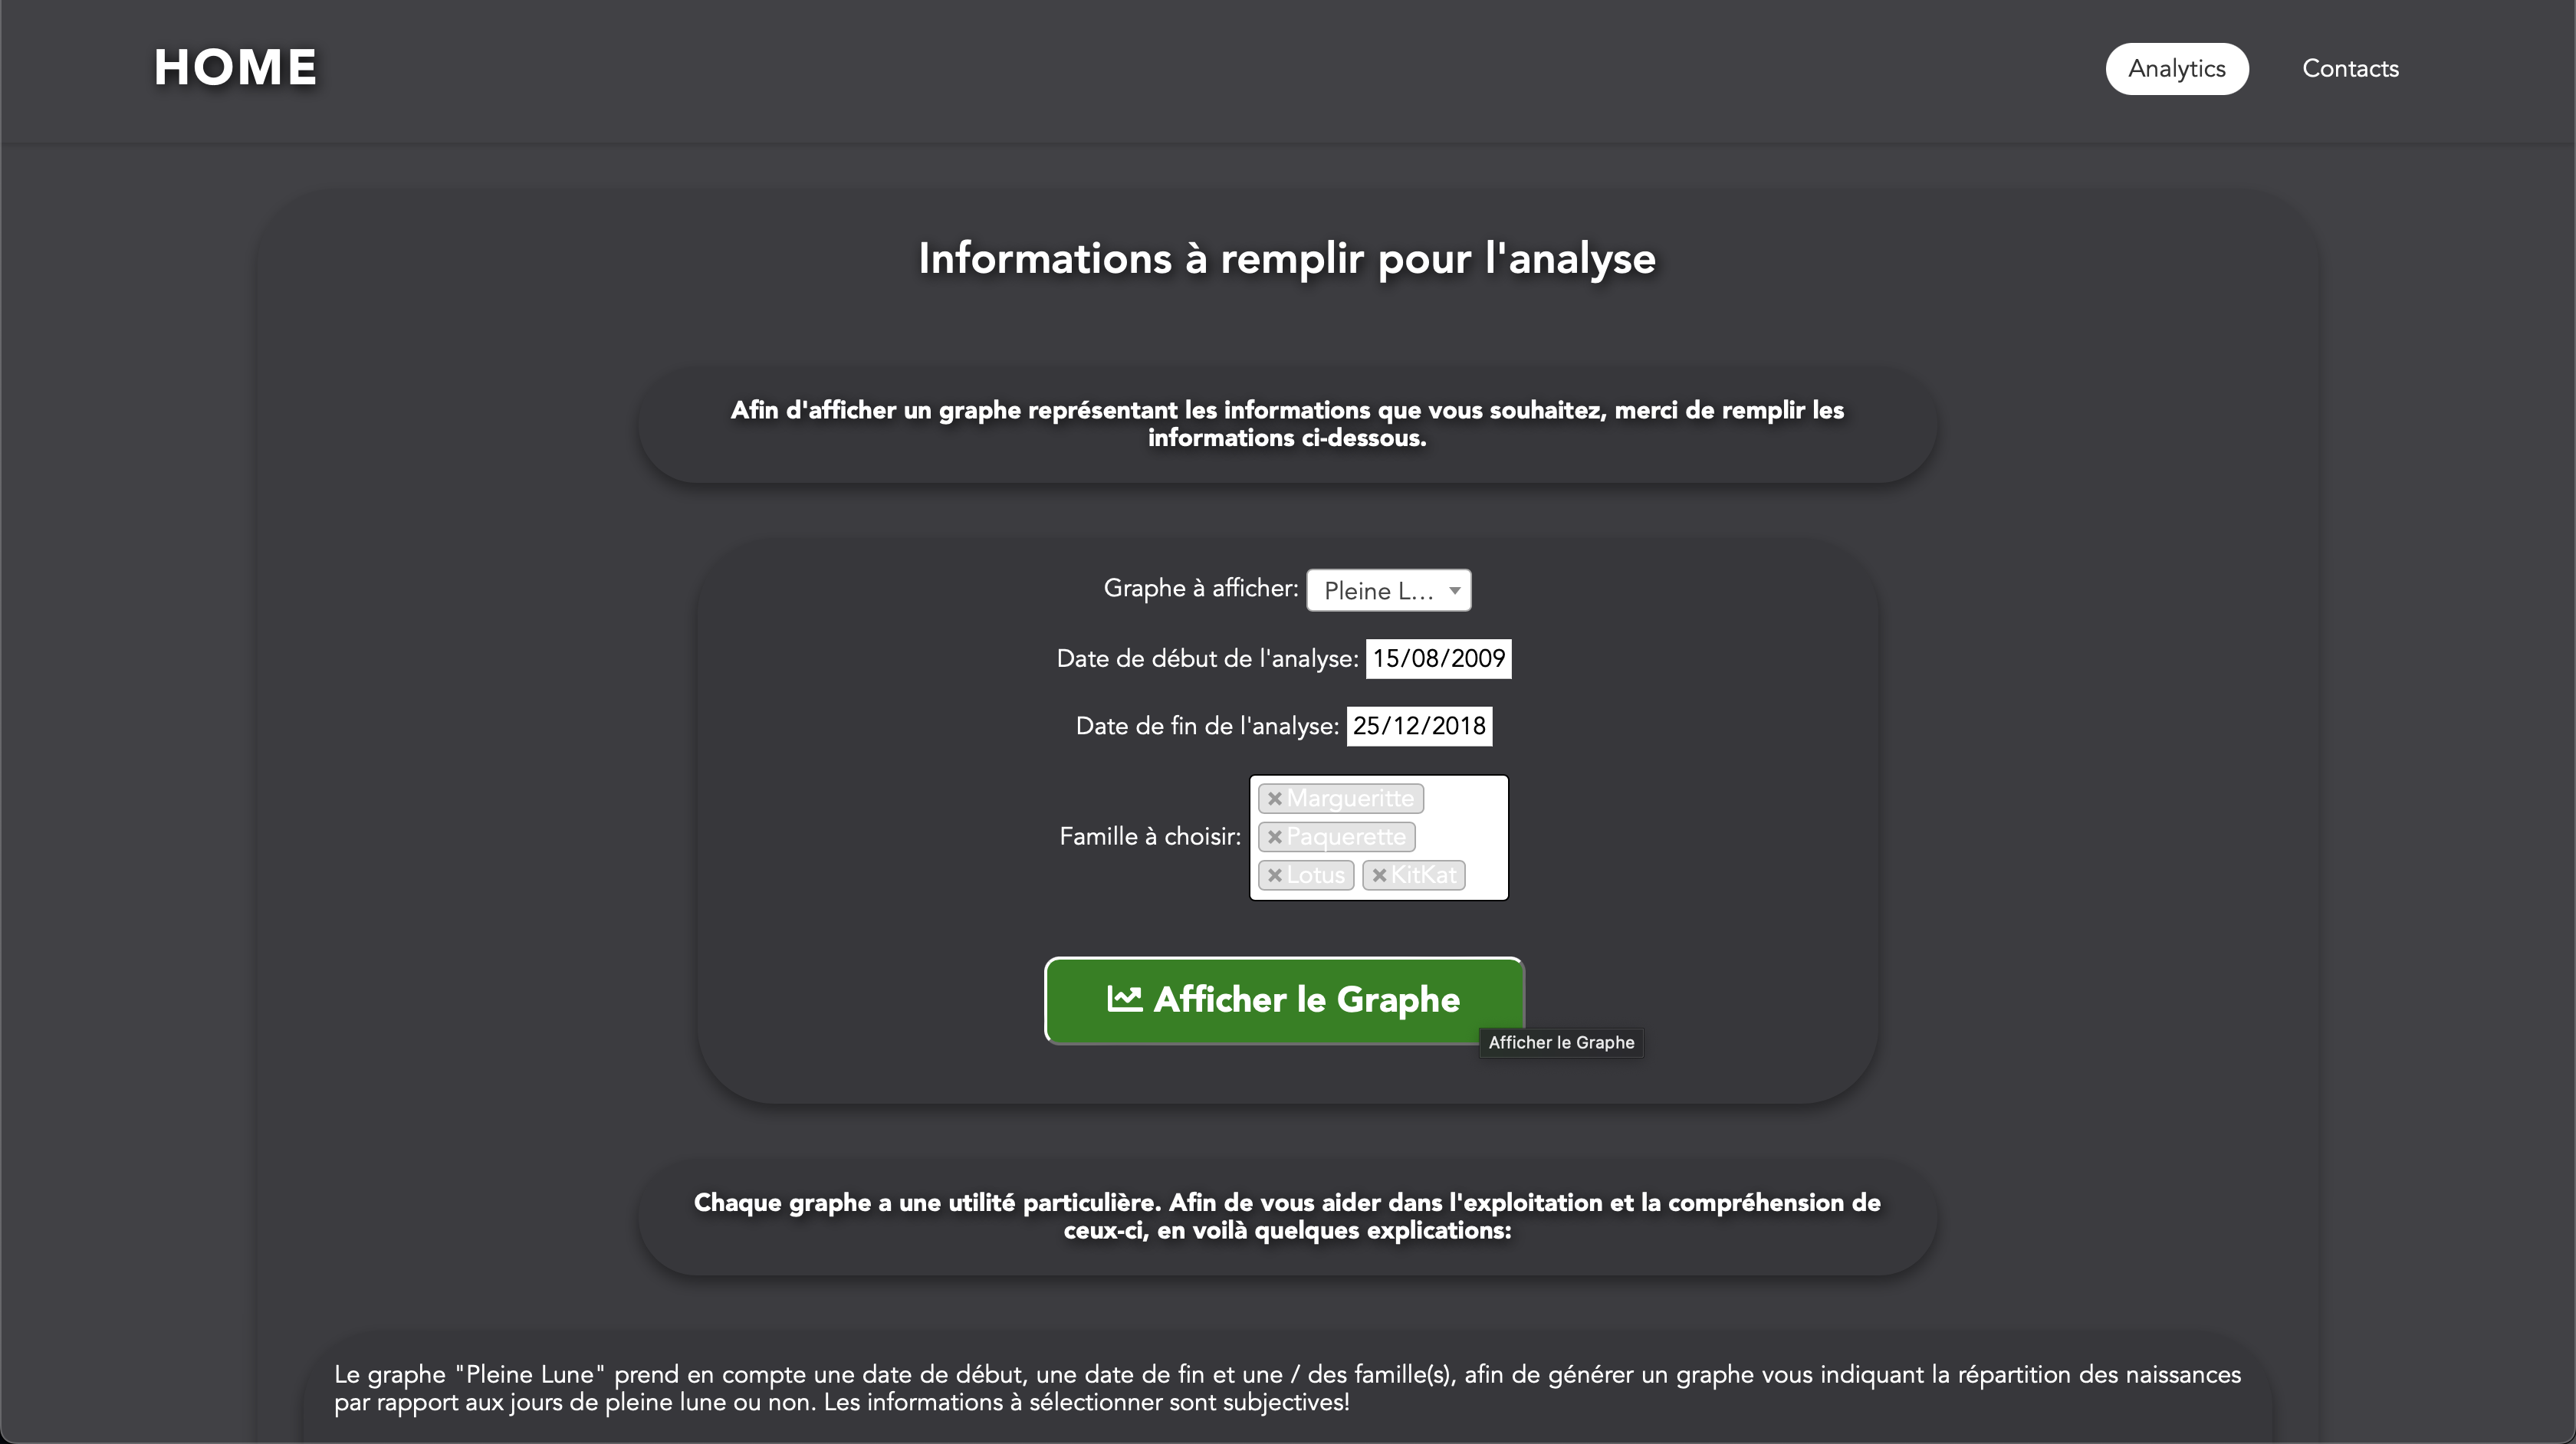 HOME
Analytics
Contacts
Informations à remplir pour l'analyse
Afin d'afficher un graphe représentant les informations que vous souhaitez, merci de remplir les
informations ci-dessous.
Graphe à afficher: Pleine L...
Date de début de l'analyse: 15/08/2009
Date de fin de l'analyse: 25/12/2018
Famille à choisir:
Margueritte
Paquerette
Lotus KitKat
Afficher le Graphe
Afficher le Graphe
Chaque graphe a une utilité particulière. Afin de vous aider dans l'exploitation et la compréhension de
ceux-ci, en voilà quelques explications:
Le graphe "Pleine Lune" prend en compte une date de début, une date de fin et une / des famille(s), afin de générer un graphe vous indiquant la répartition des naissances
par rapport aux jours de pleine lune ou non. Les informations à sélectionner sont subjectives!